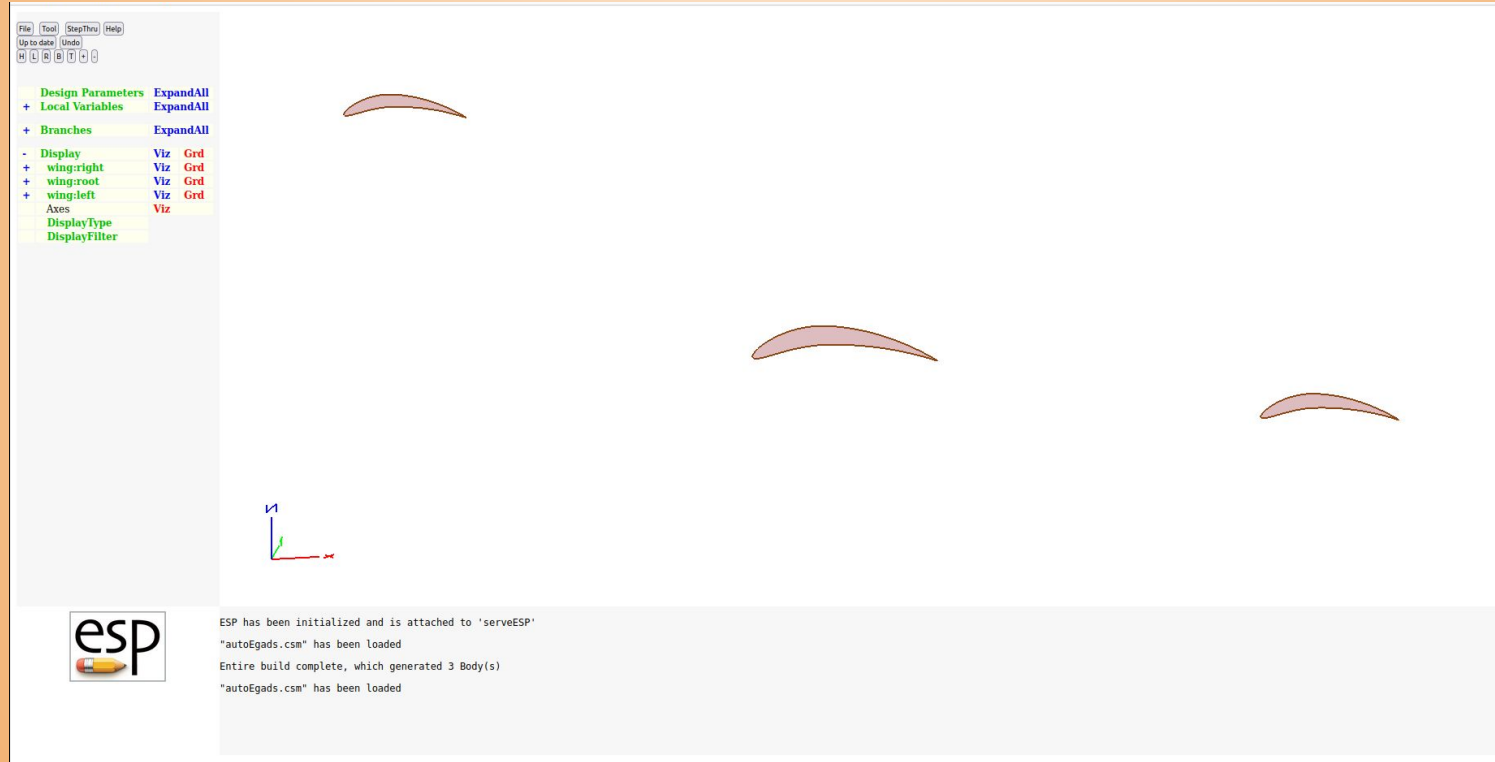 File Tool StepThru Help
Up to date Undo
H L R B T + -
Design Parameters ExpandAll
+ Local Variables ExpandAll
+ Branches ExpandAll
- Display Viz Grd
+ wing:right Viz Grd
+ wing:root Viz Grd
+ wing:left Viz Grd
Axes Viz
DisplayType
DisplayFilter
z
y
x
esp
ESP has been initialized and is attached to 'serveESP'
"autoEgads.csm" has been loaded
Entire build complete, which generated 3 Body(s)
"autoEgads.csm" has been loaded